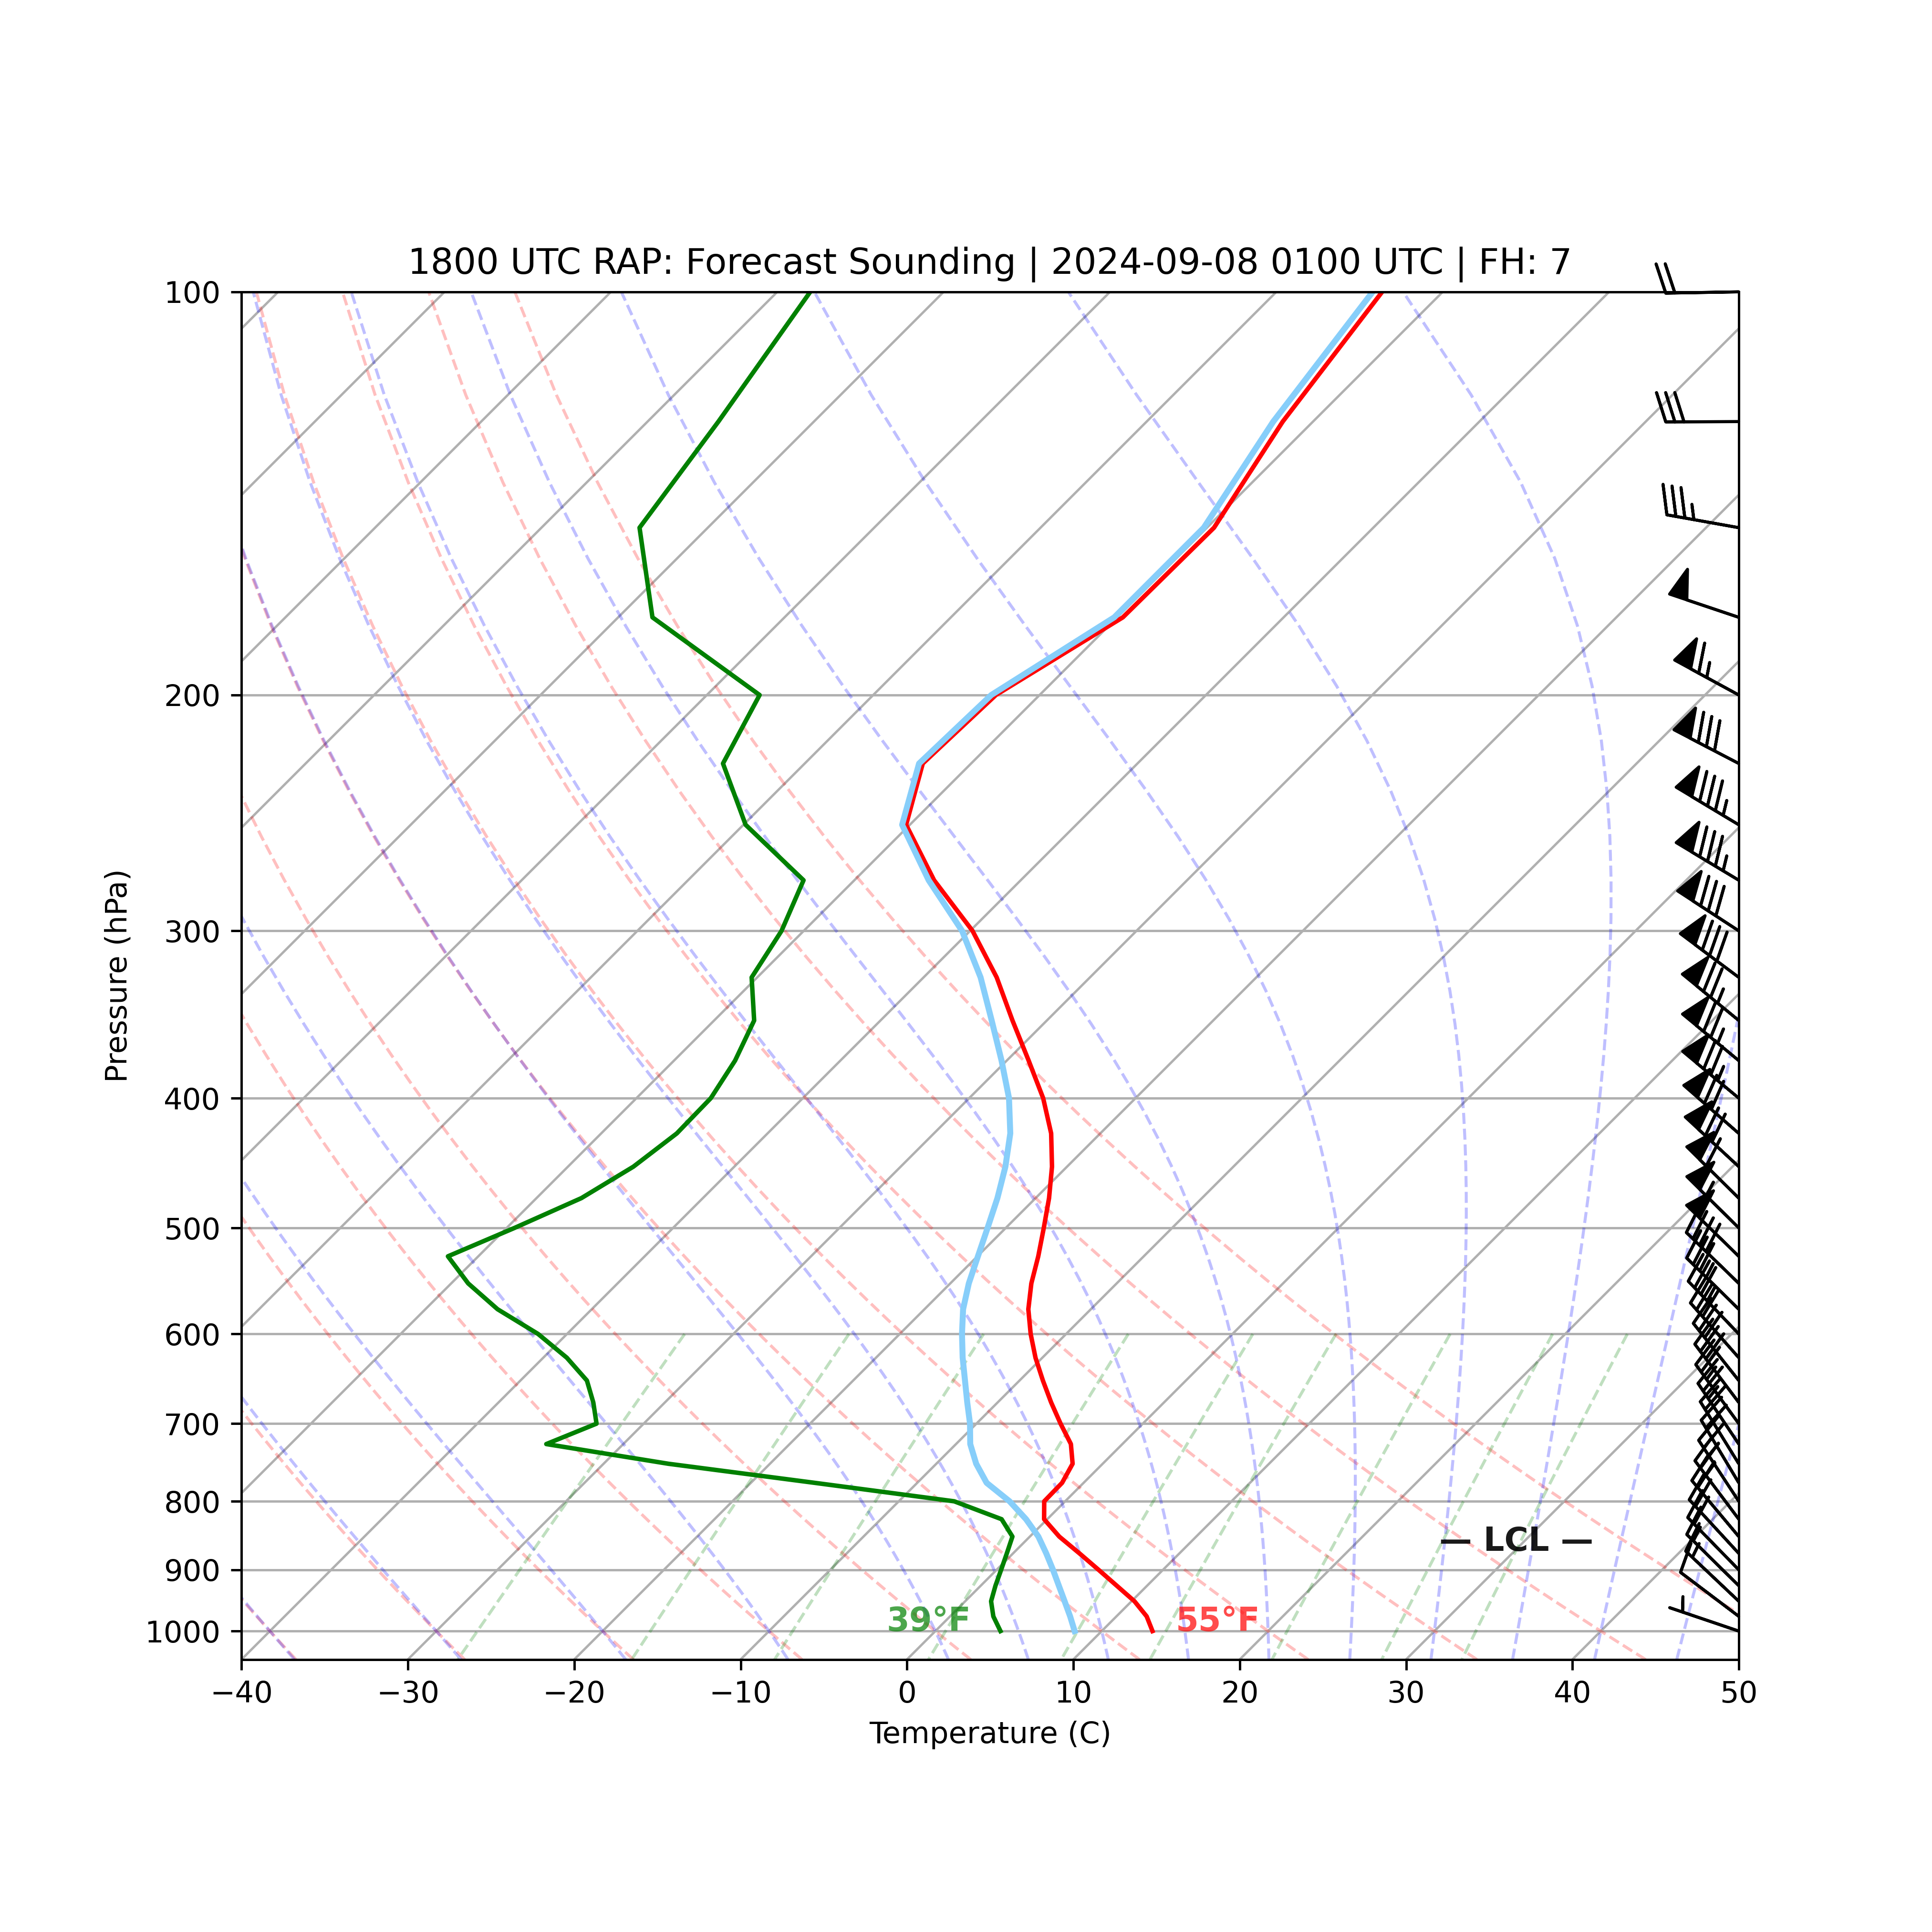 1800 UTC RAP: Forecast Sounding | 2024-09-08 0100 UTC | FH: 7
100
200
300
400
500
600
700
800
900
1000
Pressure (hPa)
— LCL —
39°F
55°F
−40 −30 −20 −10 0 10 20 30 40 50
Temperature (C)